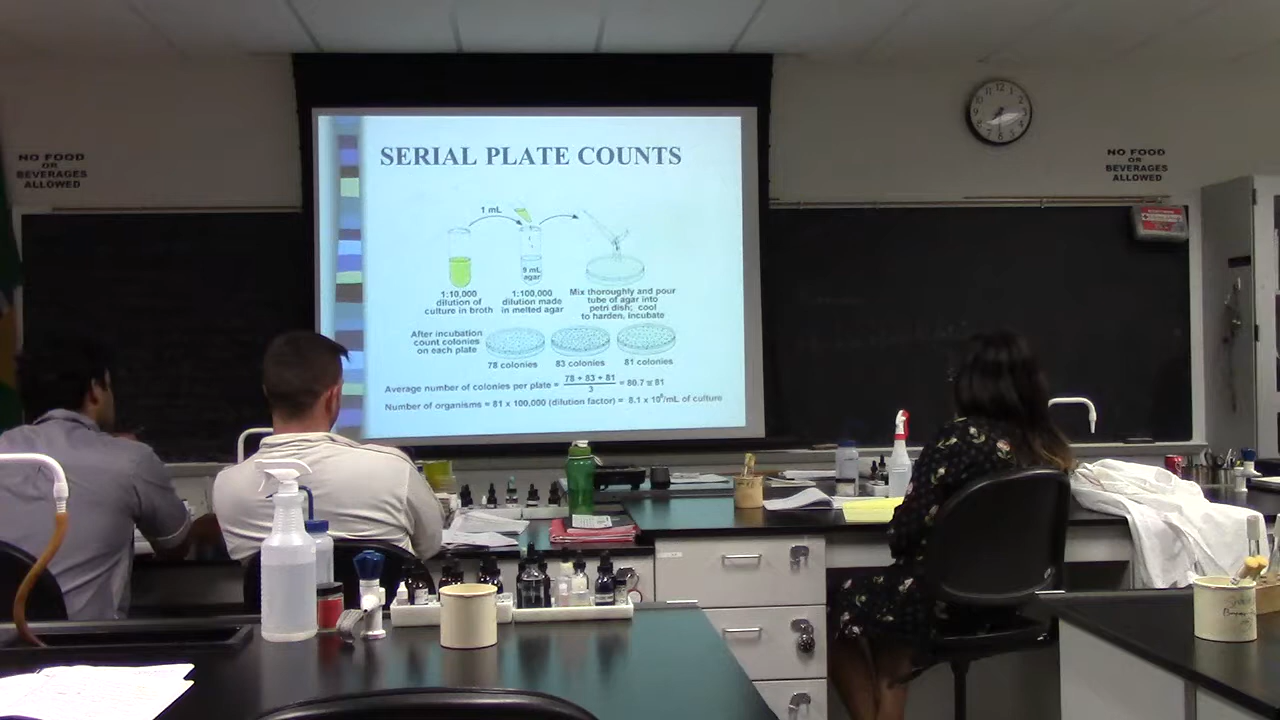 SERIAL PLATE COUNTS
NO FOOD
OR
BEVERAGES
ALLOWED
NO FOOD
OR
BEVERAGES
ALLOWED
1 mL
9 mL
agar
1:10,000
dilution of
culture in broth
1:100,000
dilution made
in melted agar
Mix thoroughly and pour
tube of agar into
petri dish; cool
to harden, incubate
After incubation
count colonies
on each plate
78 colonies
83 colonies
81 colonies
Average number of colonies per plate = 78 + 83 + 81 / 3 = 80.7 ≅ 81
Number of organisms = 81 x 100,000 (dilution factor) = 8.1 x 10⁶/mL of culture